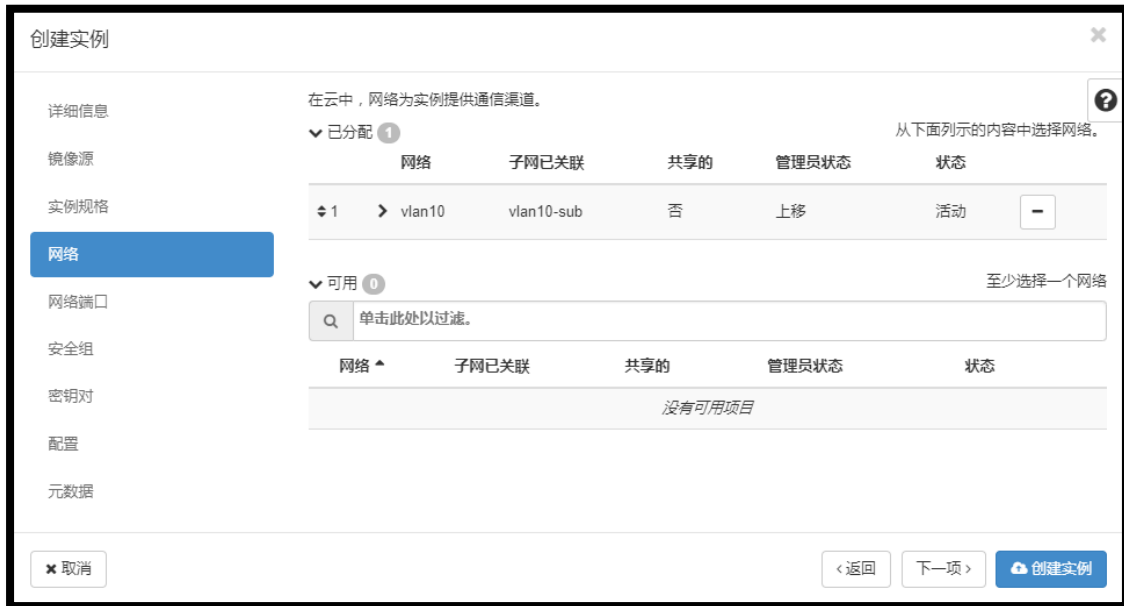 创建实例 ×
详细信息
镜像源
实例规格
网络
网络端口
安全组
密钥对
配置
元数据
在云中，网络为实例提供通信渠道。
已分配 1 从下面列示的内容中选择网络。
网络 子网已关联 共享的 管理员状态 状态
1 vlan10 vlan10-sub 否 上移 活动
可用 0 至少选择一个网络
单击此处以过滤。
网络 子网已关联 共享的 管理员状态 状态
没有可用项目
取消 ‹返回 下一项› 创建实例